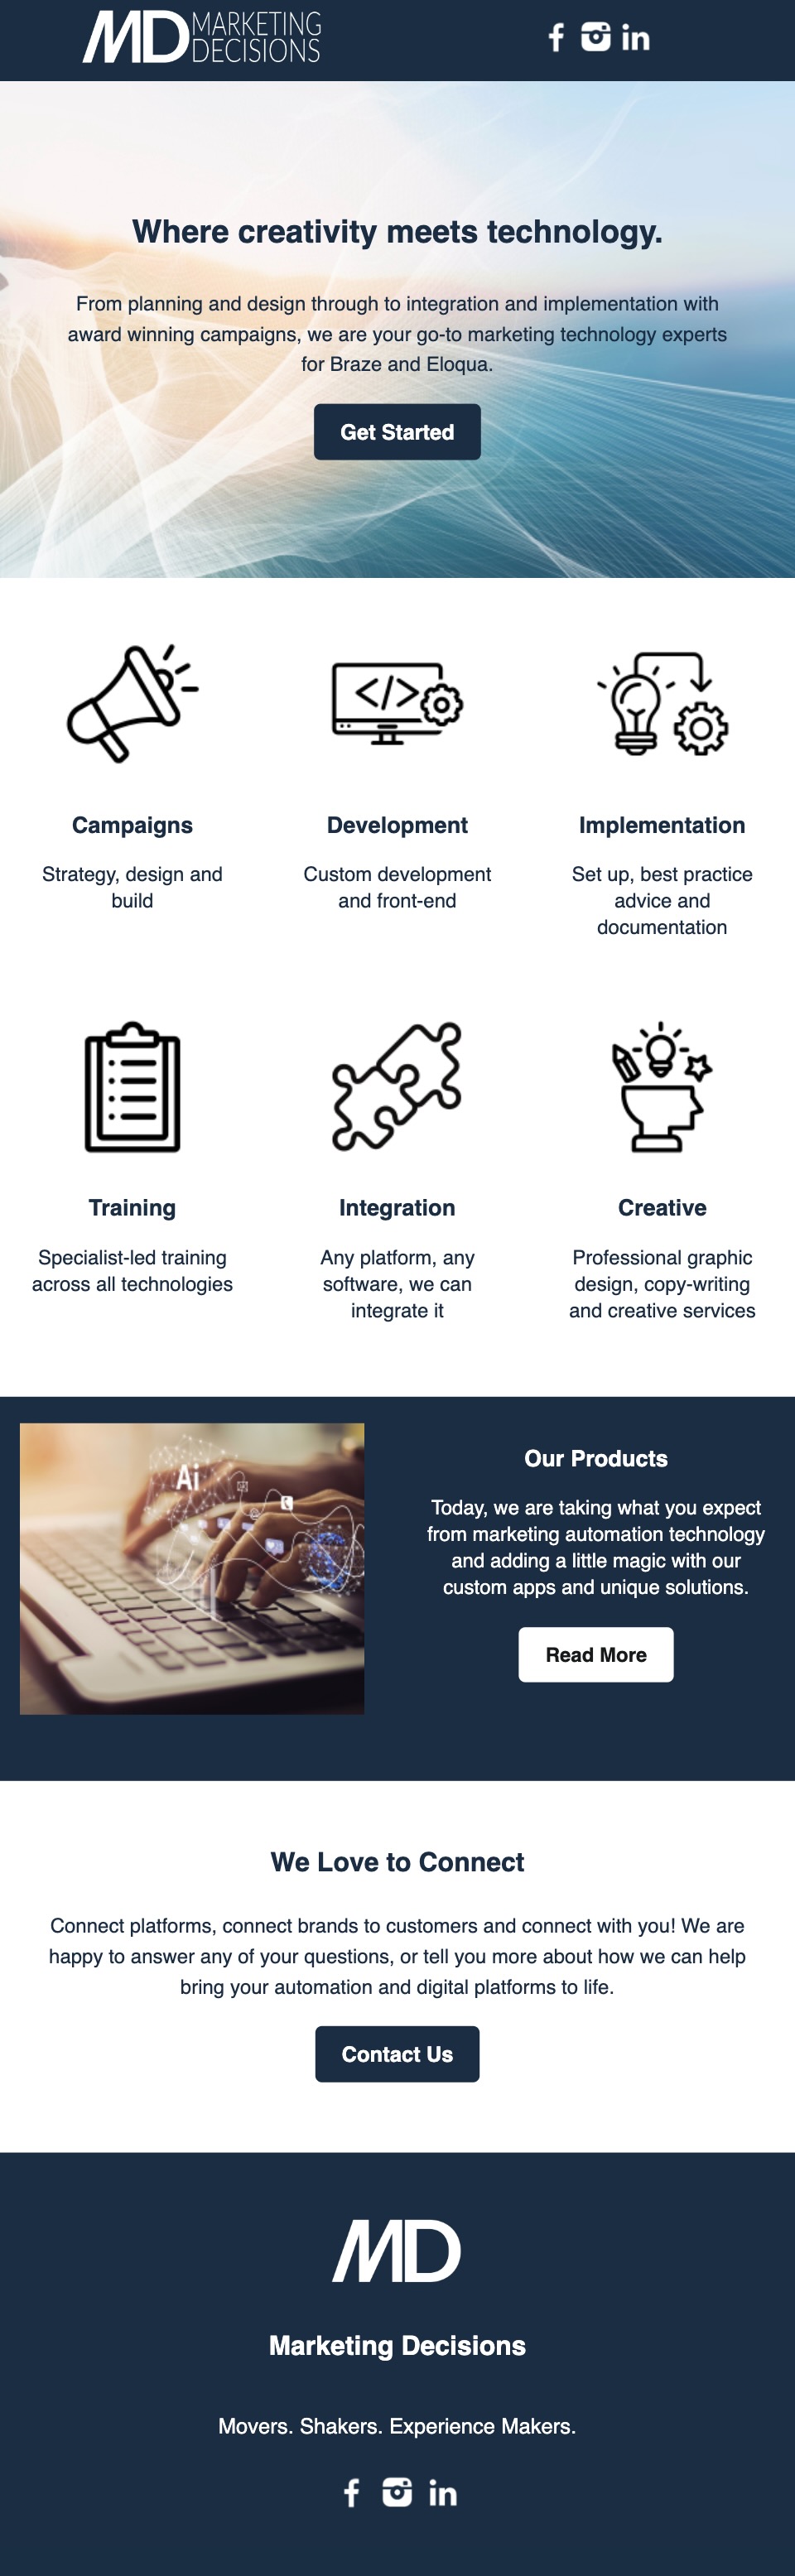 MD MARKETING
DECISIONS
Where creativity meets technology.
From planning and design through to integration and implementation with
award winning campaigns, we are your go-to marketing technology experts
for Braze and Eloqua.
Get Started
</>
Campaigns
Development
Implementation
Strategy, design and
build
Custom development
and front-end
Set up, best practice
advice and
documentation
Training
Integration
Creative
Specialist-led training
across all technologies
Any platform, any
software, we can
integrate it
Professional graphic
design, copy-writing
and creative services
Ai
Our Products
Today, we are taking what you expect
from marketing automation technology
and adding a little magic with our
custom apps and unique solutions.
Read More
We Love to Connect
Connect platforms, connect brands to customers and connect with you! We are
happy to answer any of your questions, or tell you more about how we can help
bring your automation and digital platforms to life.
Contact Us
MD
Marketing Decisions
Movers. Shakers. Experience Makers.